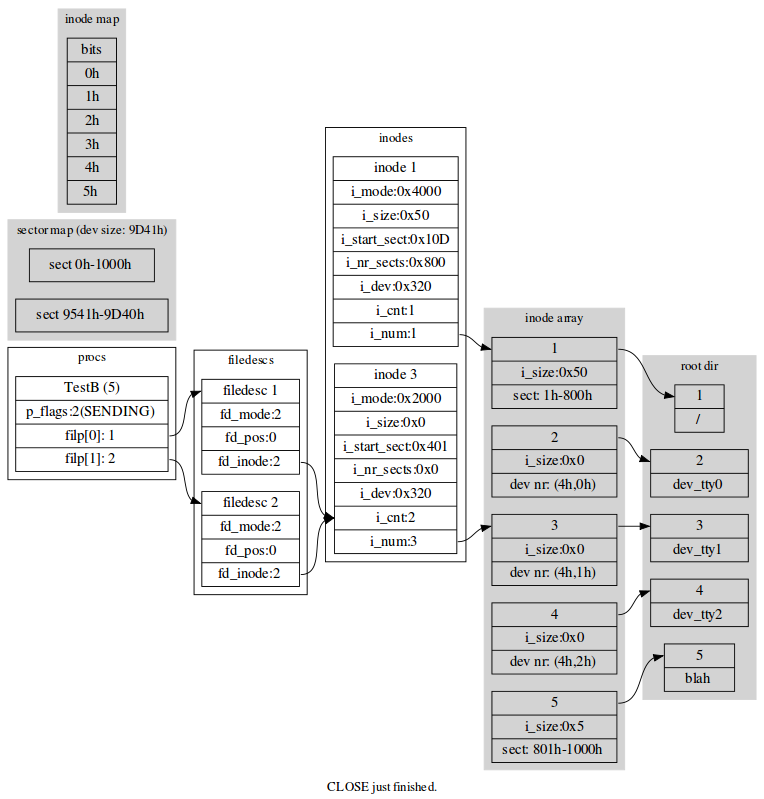 inode map
bits
0h
1h
2h
3h
4h
5h
sector map (dev size: 9D41h)
sect 0h-1000h
sect 9541h-9D40h
procs
TestB (5)
p_flags:2(SENDING)
filp[0]: 1
filp[1]: 2
filedescs
filedesc 1
fd_mode:2
fd_pos:0
fd_inode:2
filedesc 2
fd_mode:2
fd_pos:0
fd_inode:2
inodes
inode 1
i_mode:0x4000
i_size:0x50
i_start_sect:0x10D
i_nr_sects:0x800
i_dev:0x320
i_cnt:1
i_num:1
inode 3
i_mode:0x2000
i_size:0x0
i_start_sect:0x401
i_nr_sects:0x0
i_dev:0x320
i_cnt:2
i_num:3
inode array
1
i_size:0x50
sect: 1h-800h
2
i_size:0x0
dev nr: (4h,0h)
3
i_size:0x0
dev nr: (4h,1h)
4
i_size:0x0
dev nr: (4h,2h)
5
i_size:0x5
sect: 801h-1000h
root dir
1
/
2
dev_tty0
3
dev_tty1
4
dev_tty2
5
blah
CLOSE just finished.